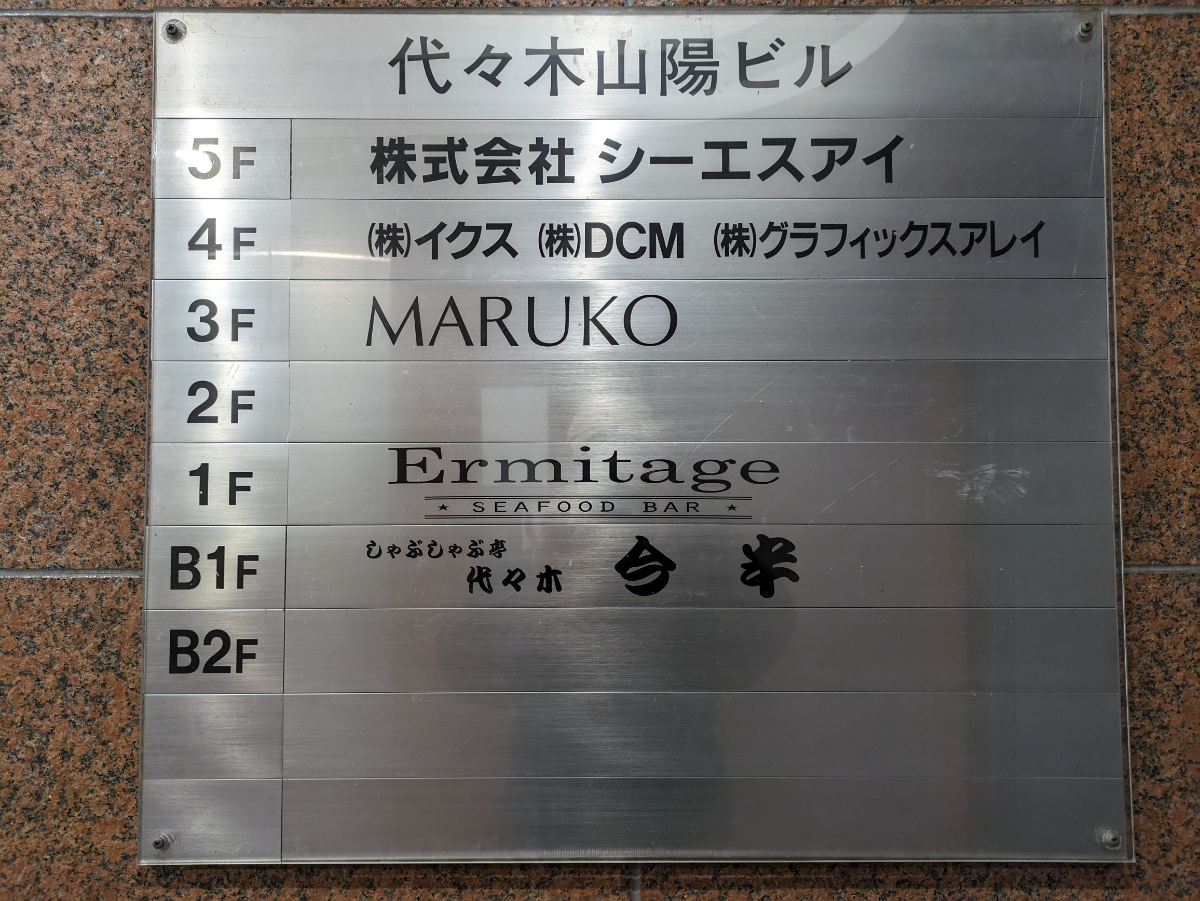 代々木山陽ビル
5F 株式会社 シーエスアイ
4F ㈱イクス ㈱DCM ㈱グラフィックスアレイ
3F MARUKO
2F
1F Ermitage
★ SEAFOOD BAR ★
B1F しゃぶしゃぶ亭
代々木 今半
B2F